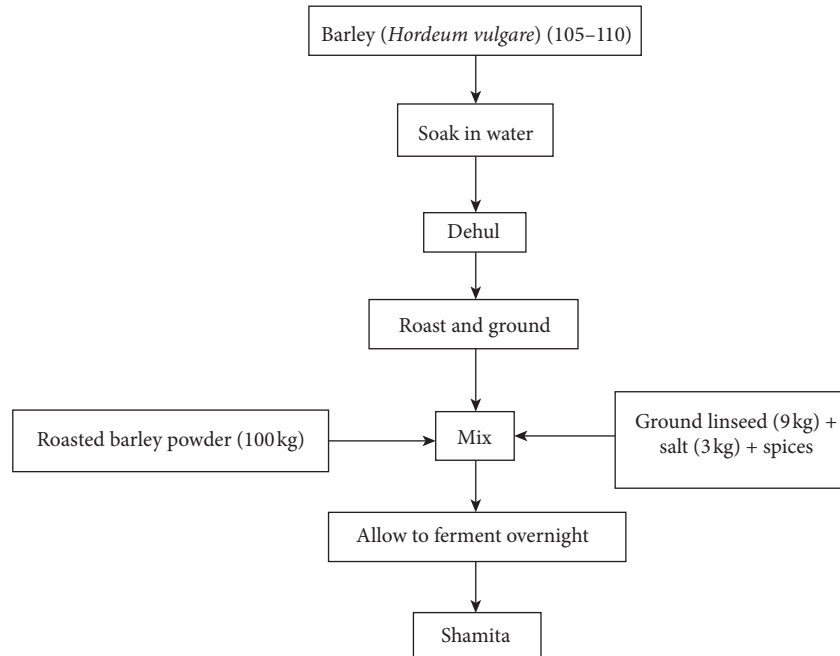 Barley (Hordeum vulgare) (105–110)
Soak in water
Dehul
Roast and ground
Roasted barley powder (100 kg)
Mix
Ground linseed (9 kg) +
salt (3 kg) + spices
Allow to ferment overnight
Shamita